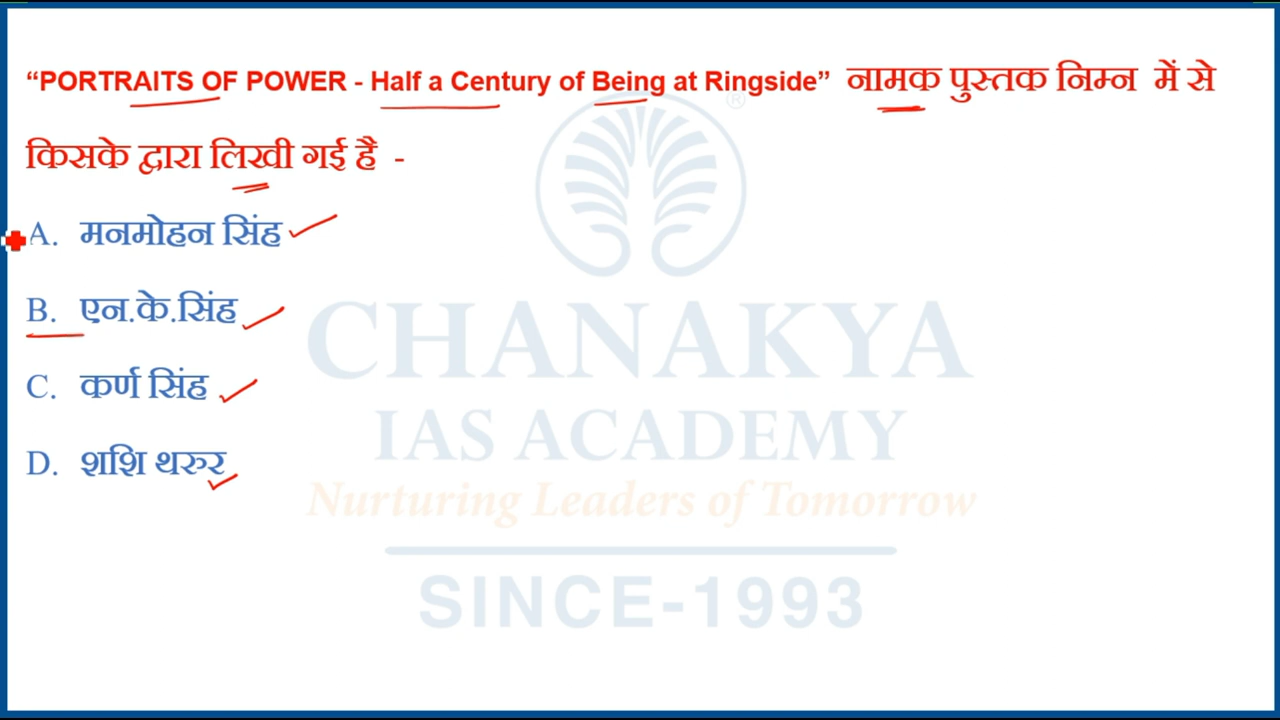 “PORTRAITS OF POWER - Half a Century of Being at Ringside” नामक पुस्तक निम्न में से
किसके द्वारा लिखी गई है -
A. मनमोहन सिंह
B. एन.के.सिंह
C. कर्ण सिंह
D. शशि थरुर
®
CHANAKYA
IAS ACADEMY
Nurturing Leaders of Tomorrow
SINCE-1993